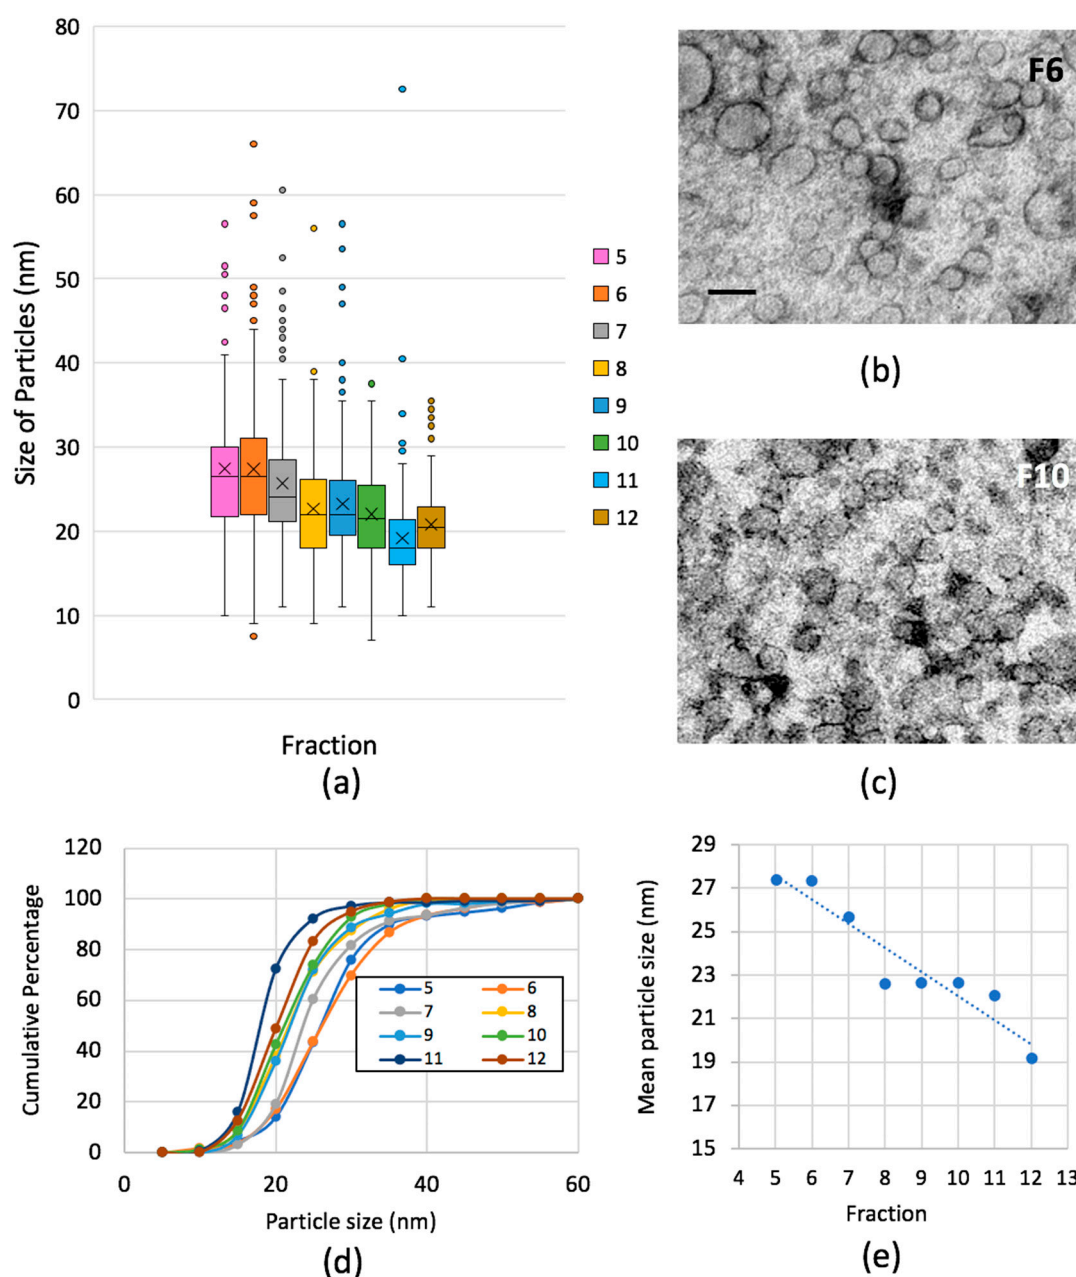 80
70
60
50
40
30
20
10
0
Size of Particles (nm)
Fraction
(a)
5
6
7
8
9
10
11
12
F6
(b)
F10
(c)
120
100
80
60
40
20
0
Cumulative Percentage
0 20 40 60
Particle size (nm)
5 6
7 8
9 10
11 12
(d)
29
27
25
23
21
19
17
15
Mean particle size (nm)
4 5 6 7 8 9 10 11 12 13
Fraction
(e)